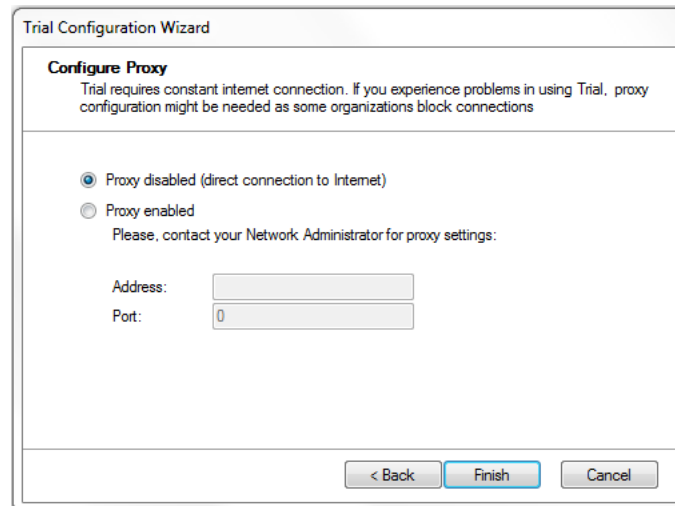 Trial Configuration Wizard
Configure Proxy
Trial requires constant internet connection. If you experience problems in using Trial, proxy
configuration might be needed as some organizations block connections
Proxy disabled (direct connection to Internet)
Proxy enabled
Please, contact your Network Administrator for proxy settings:
Address:
Port: 0
< Back Finish Cancel